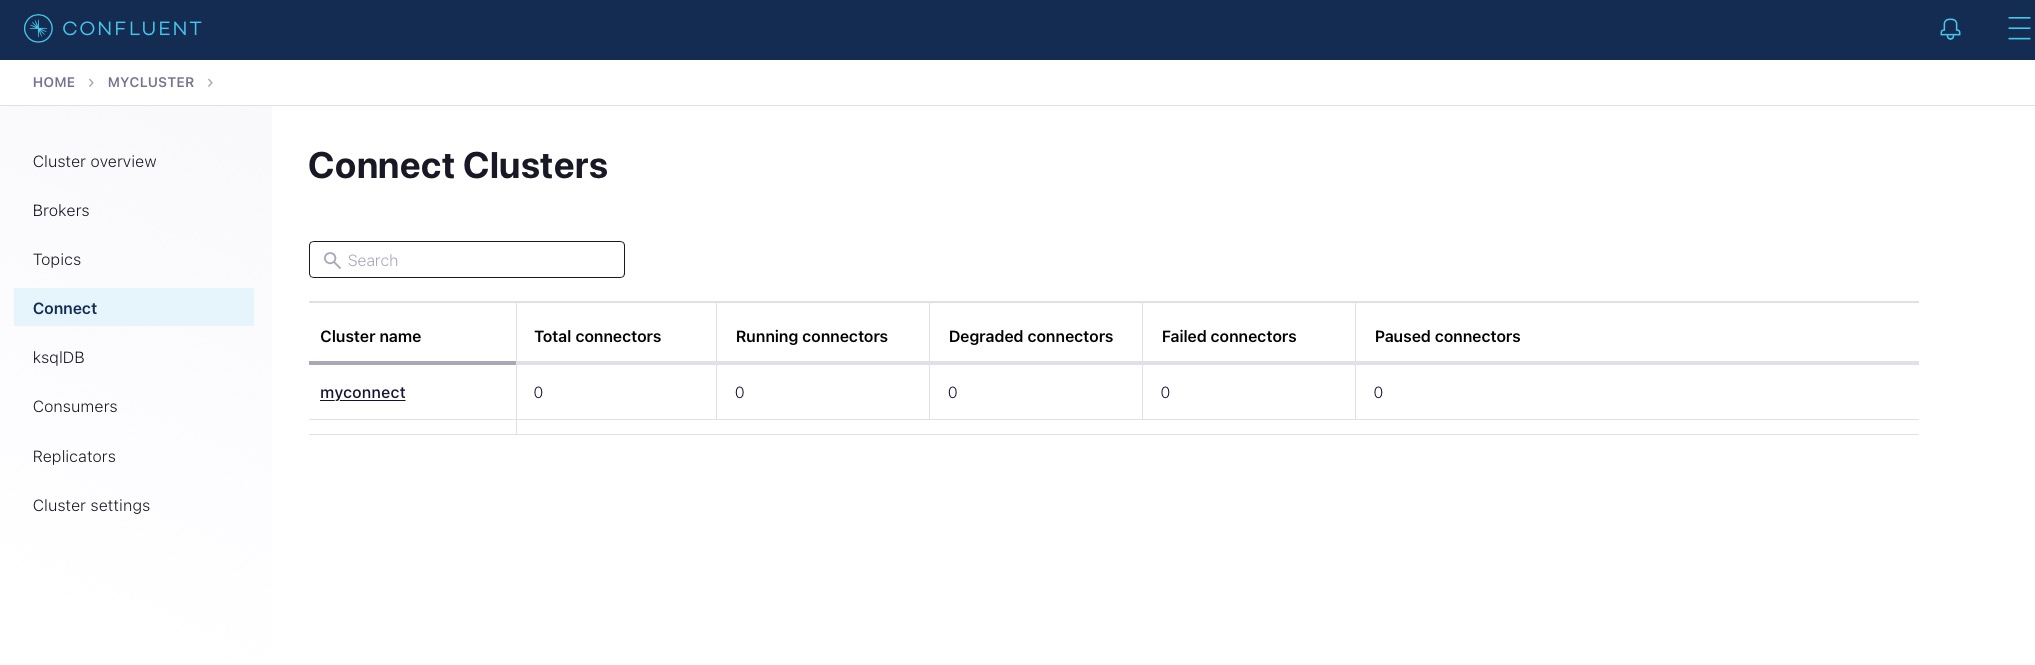 CONFLUENT
HOME > MYCLUSTER >
Cluster overview
Brokers
Topics
Connect
ksqlDB
Consumers
Replicators
Cluster settings
Connect Clusters
Search
Cluster name Total connectors Running connectors Degraded connectors Failed connectors Paused connectors
myconnect 0 0 0 0 0